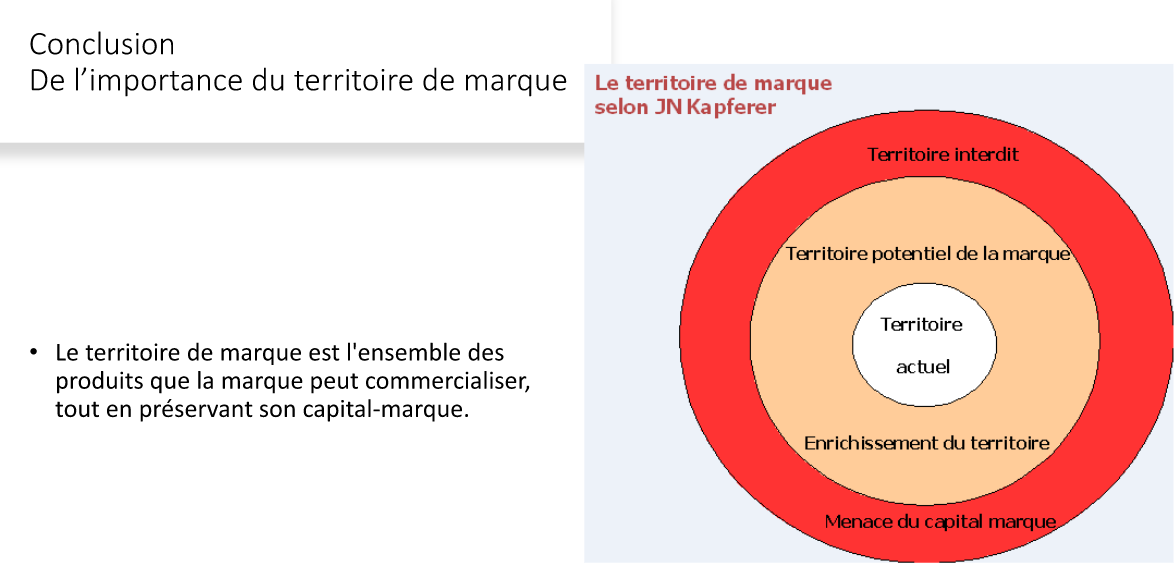 Conclusion
De l’importance du territoire de marque
Le territoire de marque
selon JN Kapferer
Territoire interdit
Territoire potentiel de la marque
Territoire
actuel
Enrichissement du territoire
Menace du capital marque
• Le territoire de marque est l'ensemble des
produits que la marque peut commercialiser,
tout en préservant son capital-marque.